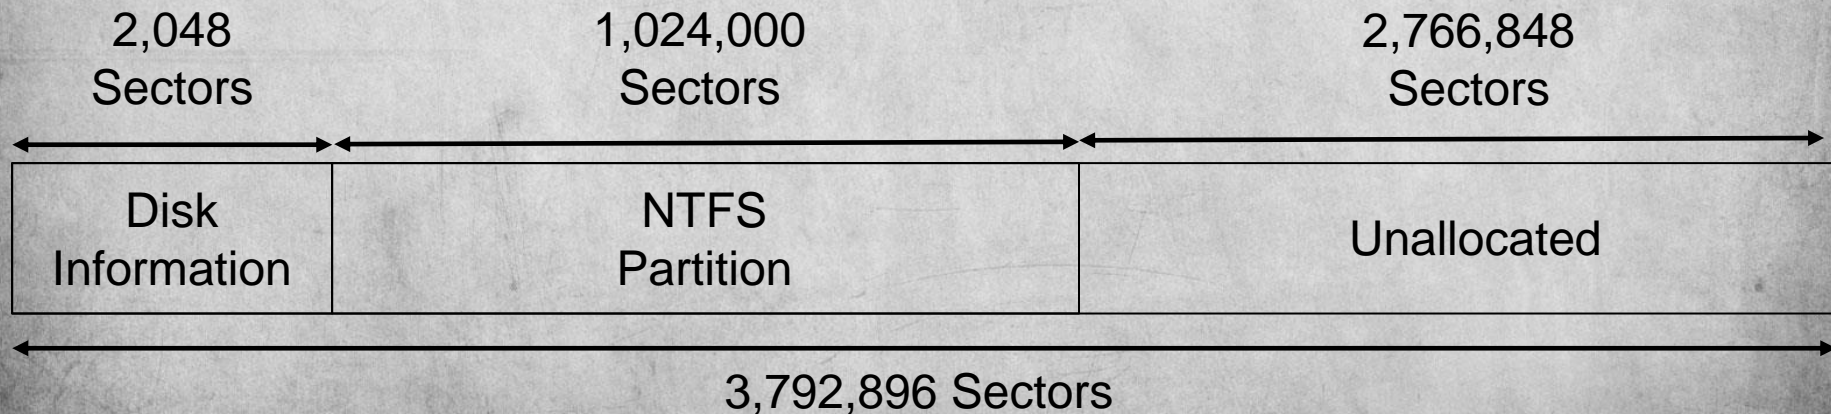 2,048
Sectors
1,024,000
Sectors
2,766,848
Sectors
Disk
Information
NTFS
Partition
Unallocated
3,792,896 Sectors